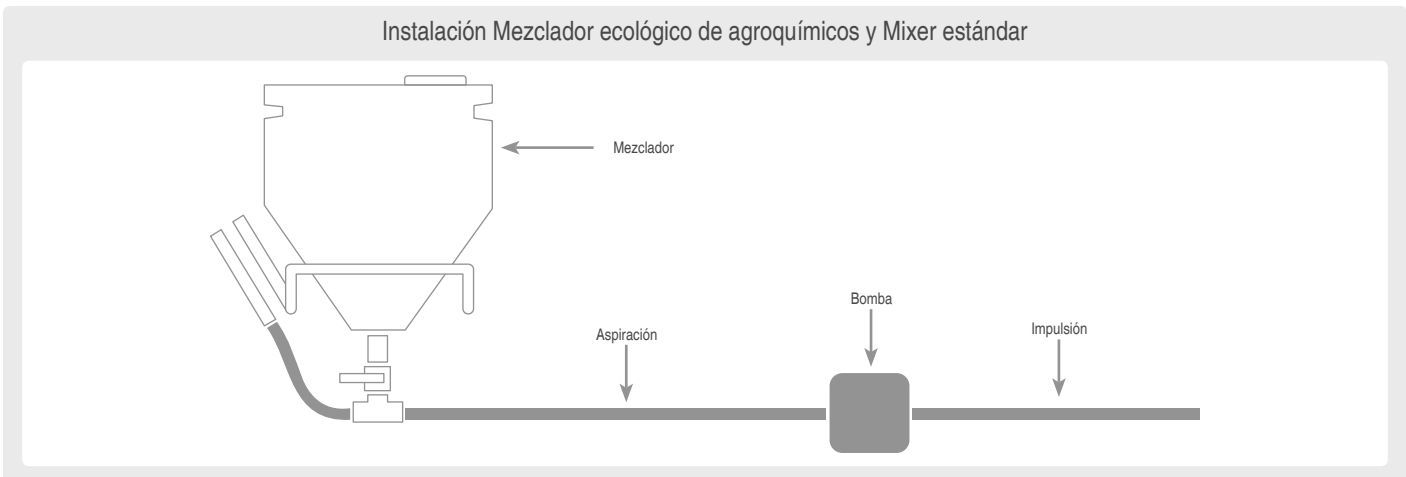 Instalación Mezclador ecológico de agroquímicos y Mixer estándar
Mezclador
Bomba
Impulsión
Aspiración